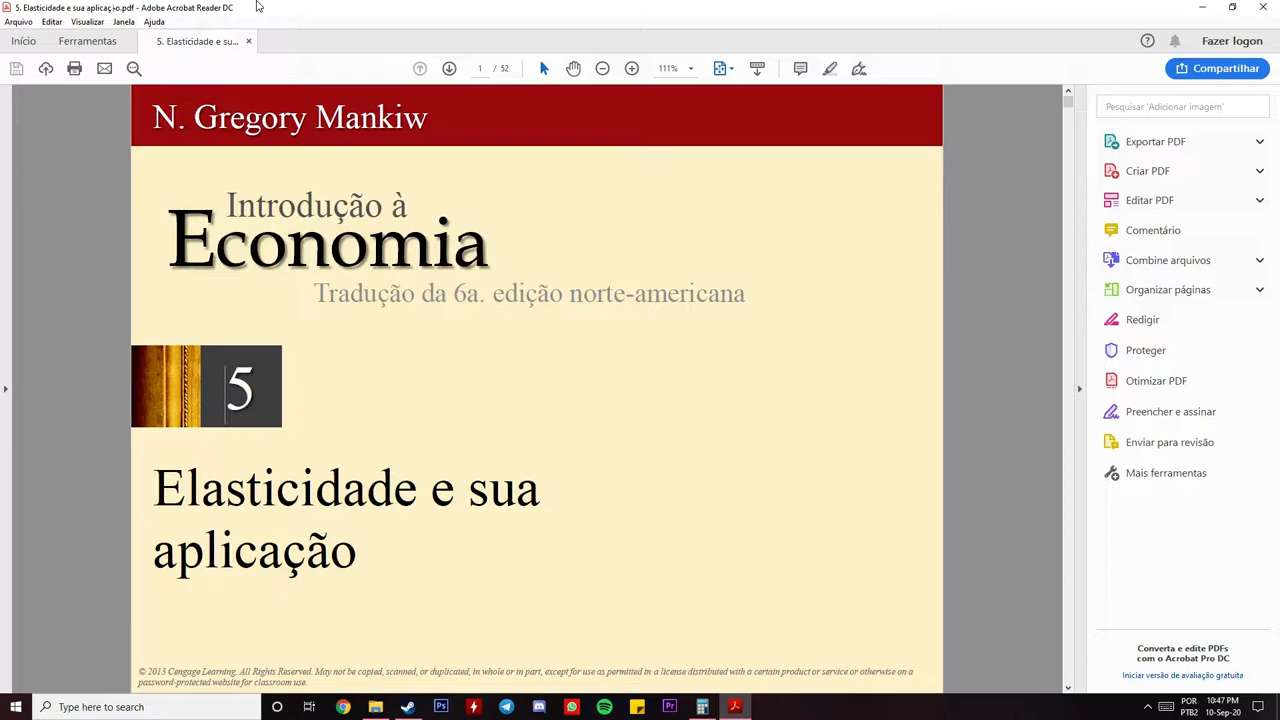 5. Elasticidade e sua aplicação.pdf - Adobe Acrobat Reader DC
Arquivo Editar Visualizar Janela Ajuda
Início Ferramentas 5. Elasticidade e su... × Fazer logon
1 / 52 111% Compartilhar
N. Gregory Mankiw
Introdução à
Economia
Tradução da 6a. edição norte-americana
5
Elasticidade e sua
aplicação
© 2013 Cengage Learning. All Rights Reserved. May not be copied, scanned, or duplicated, in whole or in part, except for use as permitted in a license distributed with a certain product or service or otherwise on a
password-protected website for classroom use.
Pesquisar 'Adicionar imagem'
Exportar PDF
Criar PDF
Editar PDF
Comentário
Combine arquivos
Organizar páginas
Redigir
Proteger
Otimizar PDF
Preencher e assinar
Enviar para revisão
Mais ferramentas
Converta e edite PDFs
com o Acrobat Pro DC
Iniciar versão de avaliação gratuita
Type here to search
Ps
Pr
POR
PTB2
10:47 PM
10-Sep-20